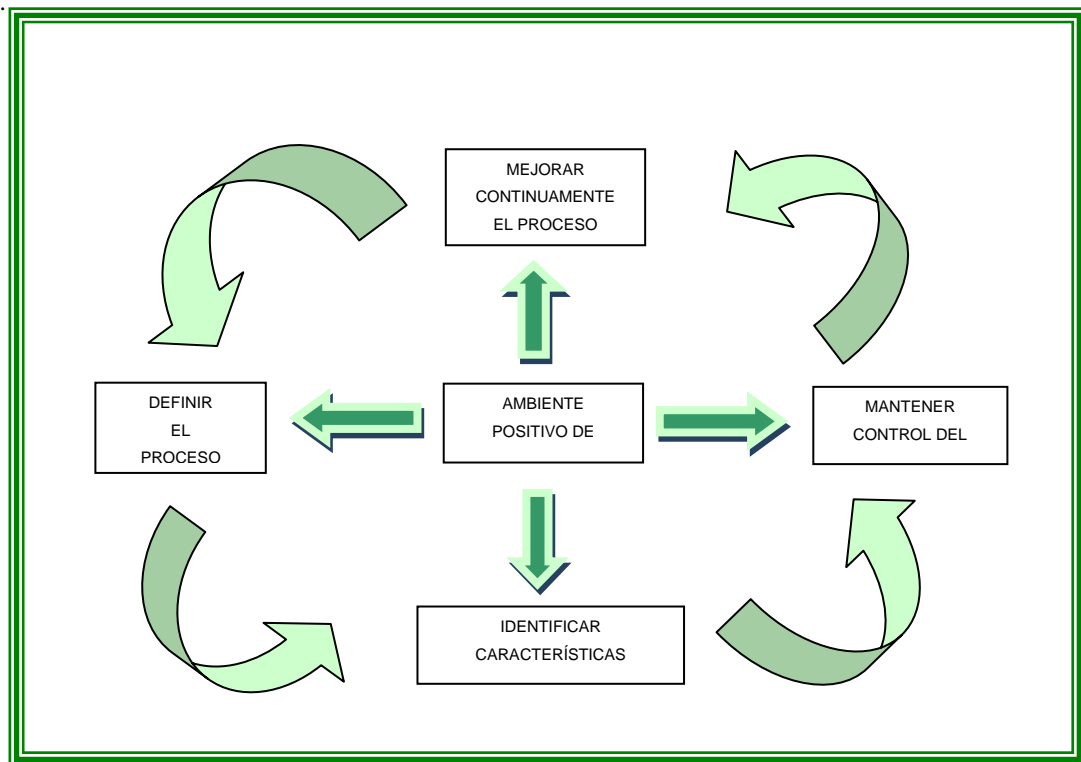 .
MEJORAR
CONTINUAMENTE
EL PROCESO
DEFINIR
EL
PROCESO
AMBIENTE
POSITIVO DE
MANTENER
CONTROL DEL
IDENTIFICAR
CARACTERÍSTICAS